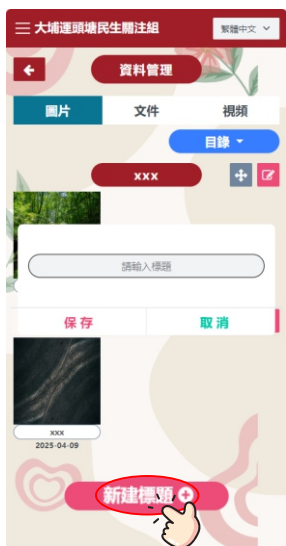 大埔運頭塘民生關注組
繁體中文
資料管理
圖片
文件
視頻
目錄
xxx
請輸入標題
保存
取消
xxx
2025-04-09
新建標題